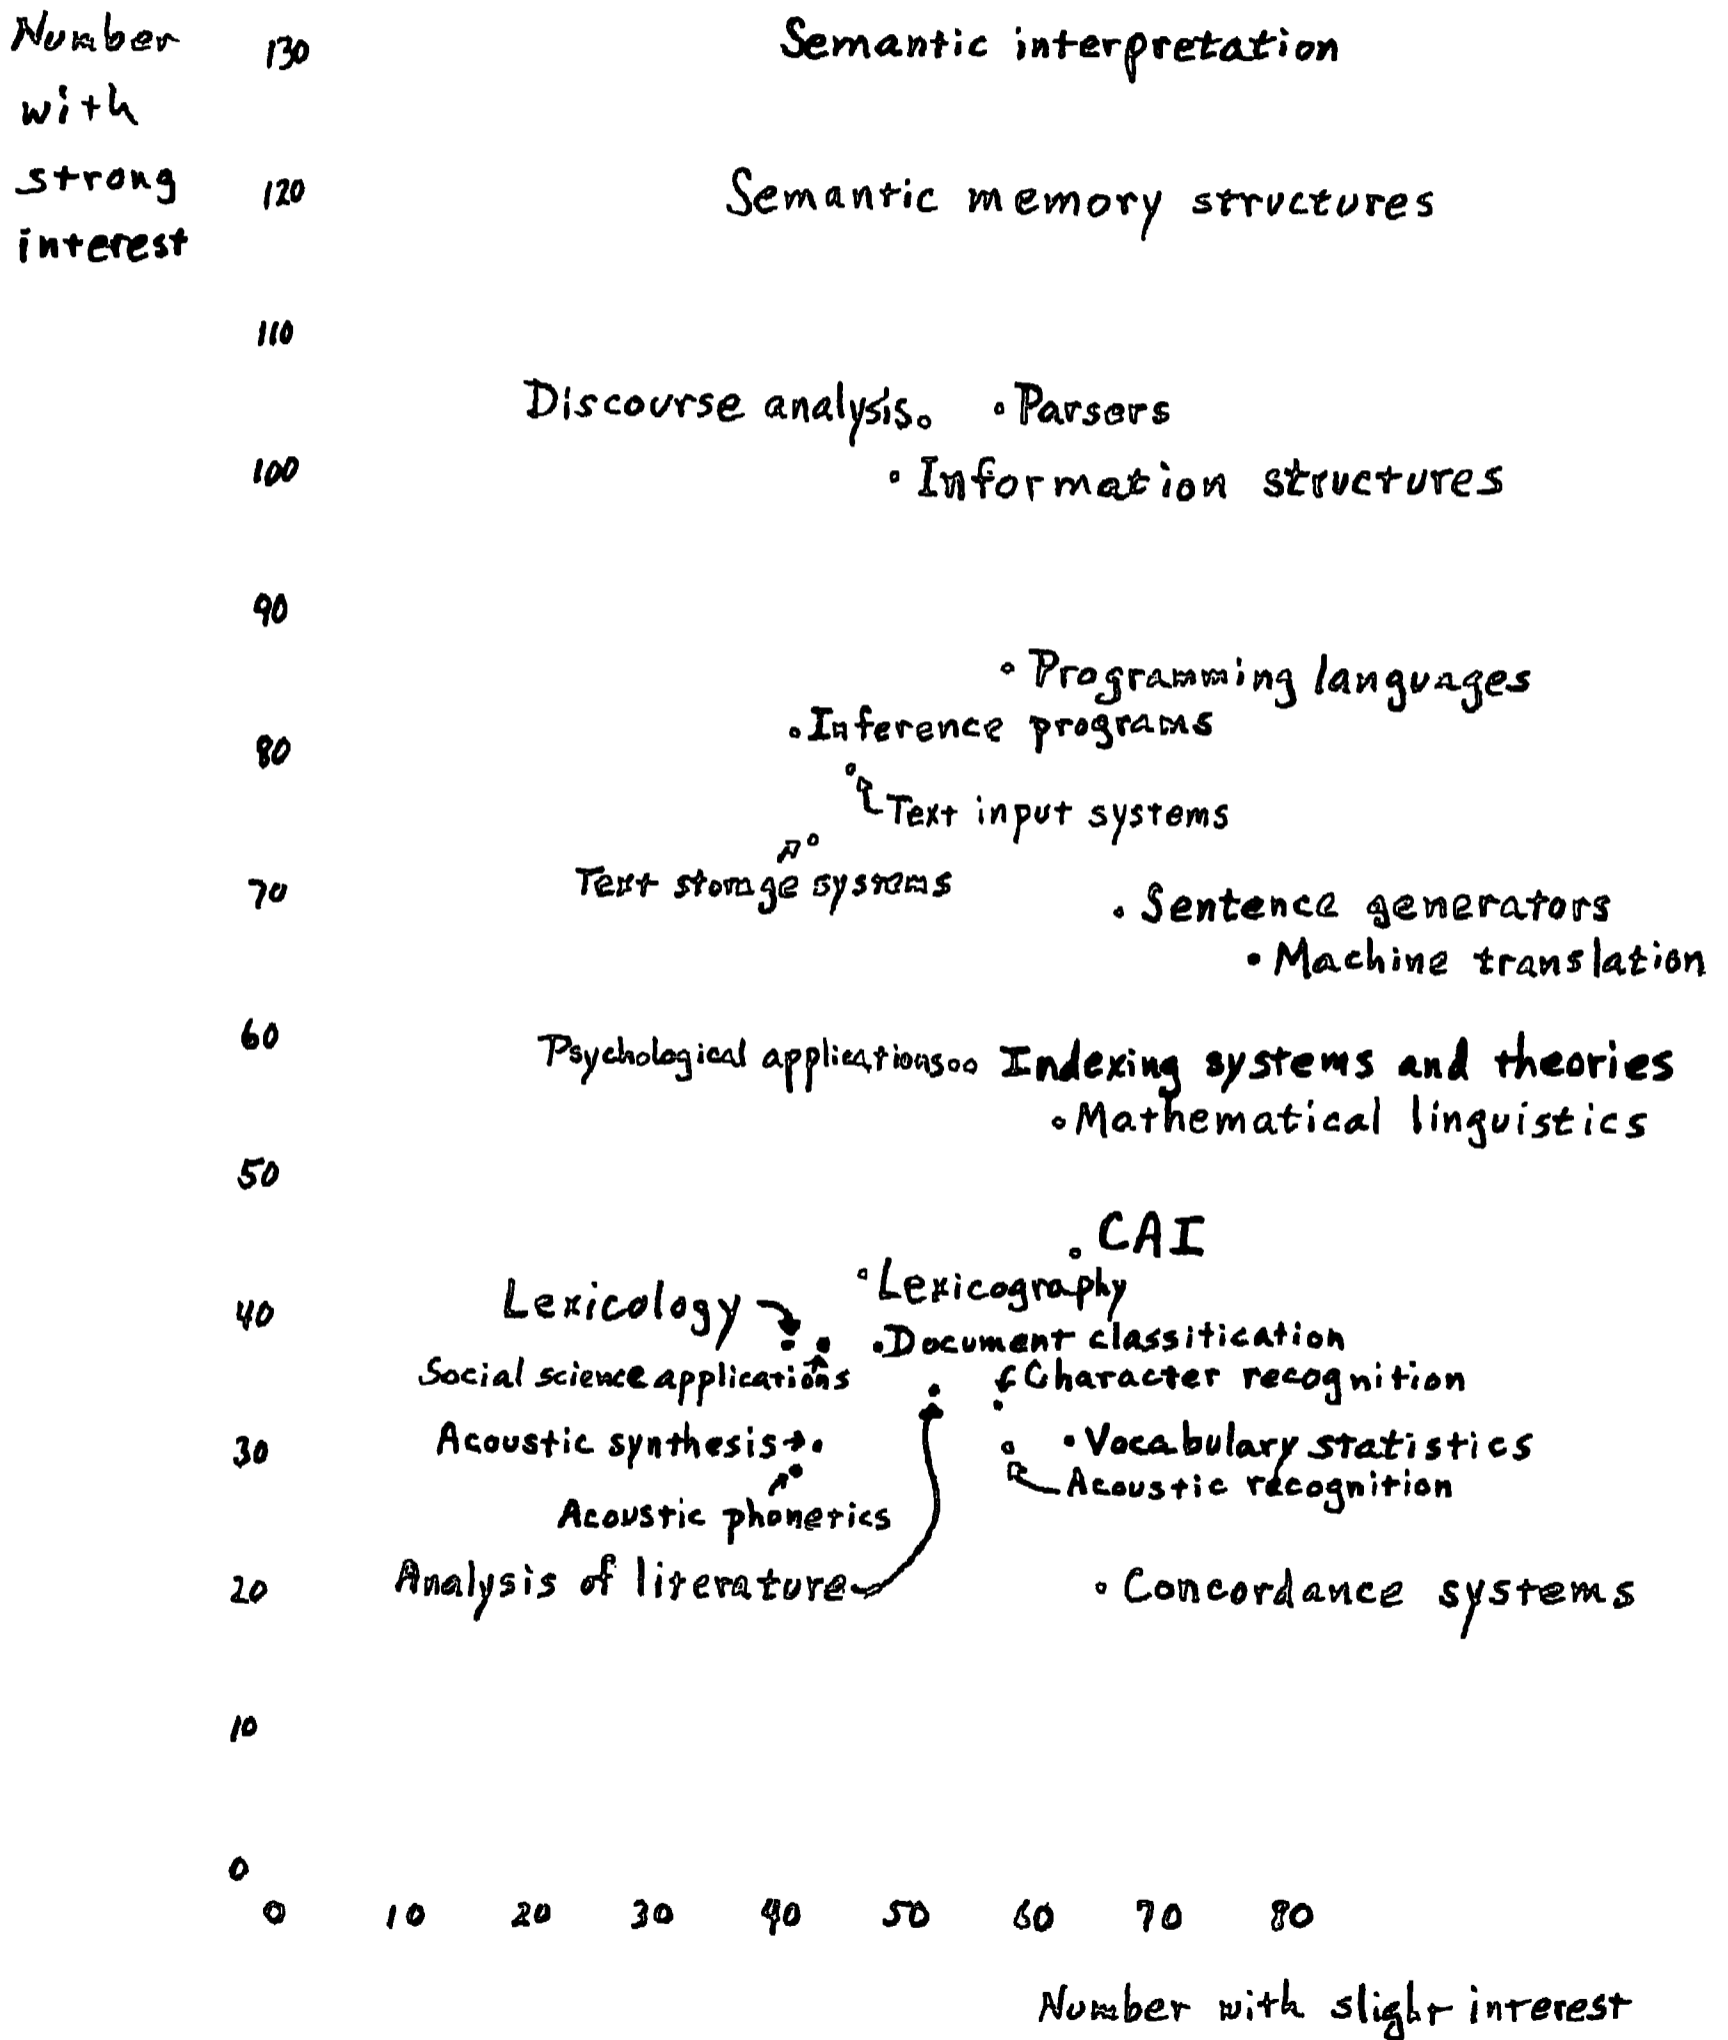 Number
with
strong
interest
130
Semantic interpretation
120
Semantic memory structures
110
Discourse analysis
Parsers
100
Information structures
90
Programming languages
Inference programs
80
Text input systems
Text storage systems
70
Sentence generators
Machine translation
60
Psychological applications
Indexing systems and theories
Mathematical linguistics
50
CAI
Lexicography
40
Lexicology
Document classification
Social science applications
Character recognition
30
Acoustic synthesis
Vocabulary statistics
Acoustic recognition
Acoustic phonetics
20
Analysis of literature
Concordance systems
10
0
0 10 20 30 40 50 60 70 80
Number with slight interest